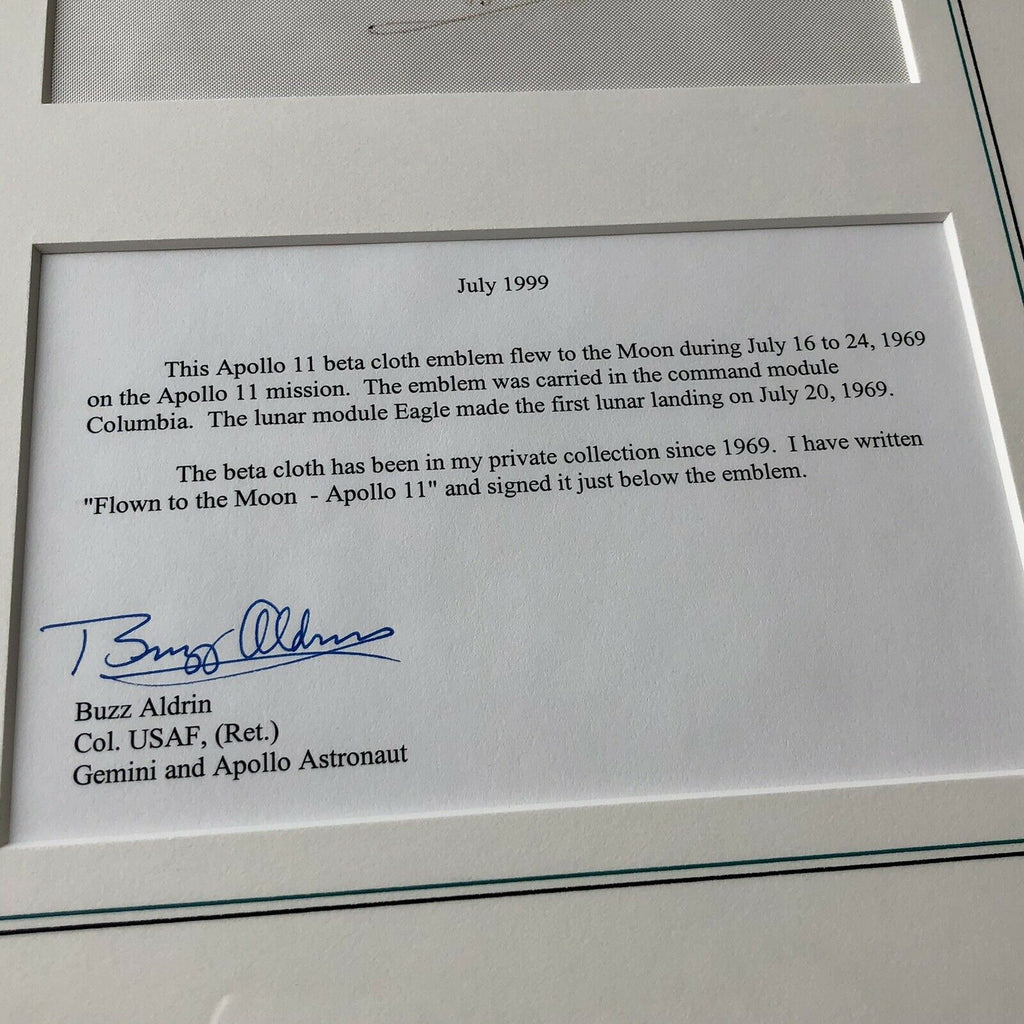 July 1999
This Apollo 11 beta cloth emblem flew to the Moon during July 16 to 24, 1969
on the Apollo 11 mission.  The emblem was carried in the command module
Columbia.  The lunar module Eagle made the first lunar landing on July 20, 1969.
The beta cloth has been in my private collection since 1969.  I have written
"Flown to the Moon  - Apollo 11" and signed it just below the emblem.
Buzz Aldrin
Buzz Aldrin
Col. USAF, (Ret.)
Gemini and Apollo Astronaut